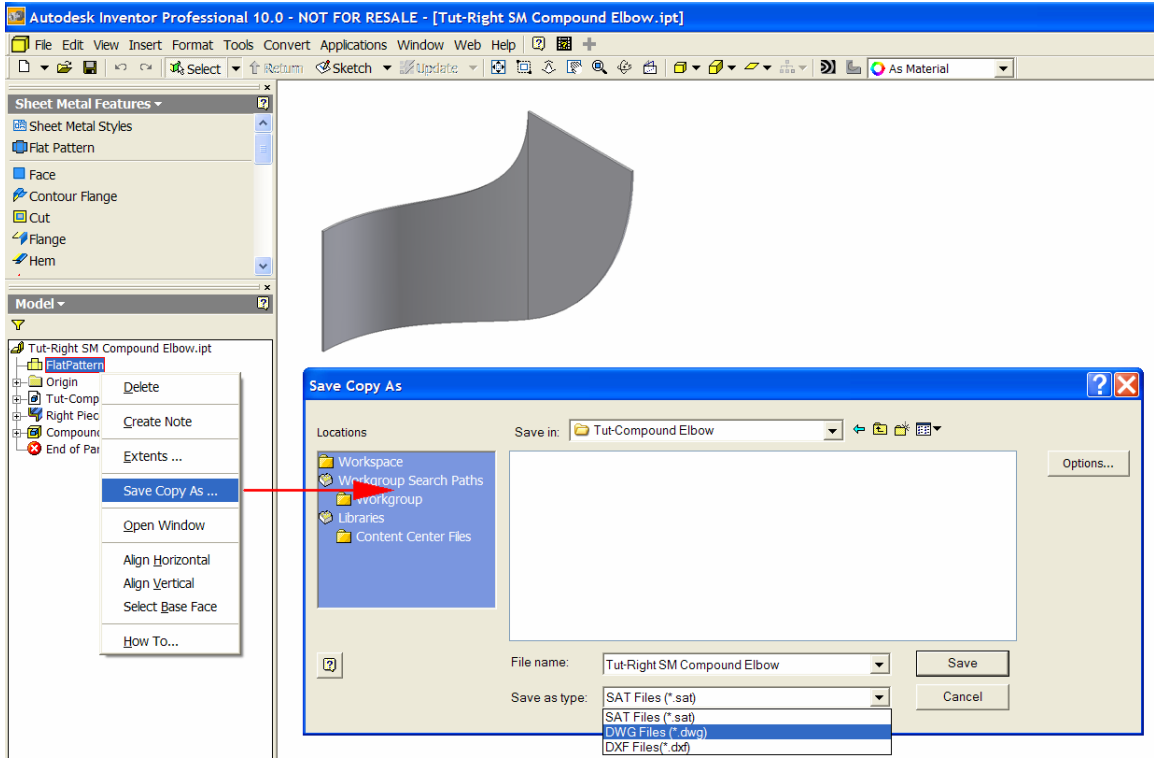 Autodesk Inventor Professional 10.0 - NOT FOR RESALE - [Tut-Right SM Compound Elbow.ipt]
File Edit View Insert Format Tools Convert Applications Window Web Help
Select Return Sketch Update As Material
Sheet Metal Features
Sheet Metal Styles
Flat Pattern
Face
Contour Flange
Cut
Flange
Hem
Model
Tut-Right SM Compound Elbow.ipt
FlatPattern
Origin
Tut-Comp
Right Piec
Compound
End of Par
Delete
Create Note
Extents ...
Save Copy As ...
Open Window
Align Horizontal
Align Vertical
Select Base Face
How To...
Save Copy As
Locations
Save in: Tut-Compound Elbow
Workspace
Workgroup Search Paths
Workgroup
Libraries
Content Center Files
Options...
File name: Tut-Right SM Compound Elbow Save
Save as type: SAT Files (*.sat) Cancel
SAT Files (*.sat)
DWG Files (*.dwg)
DXF Files(*.dxf)